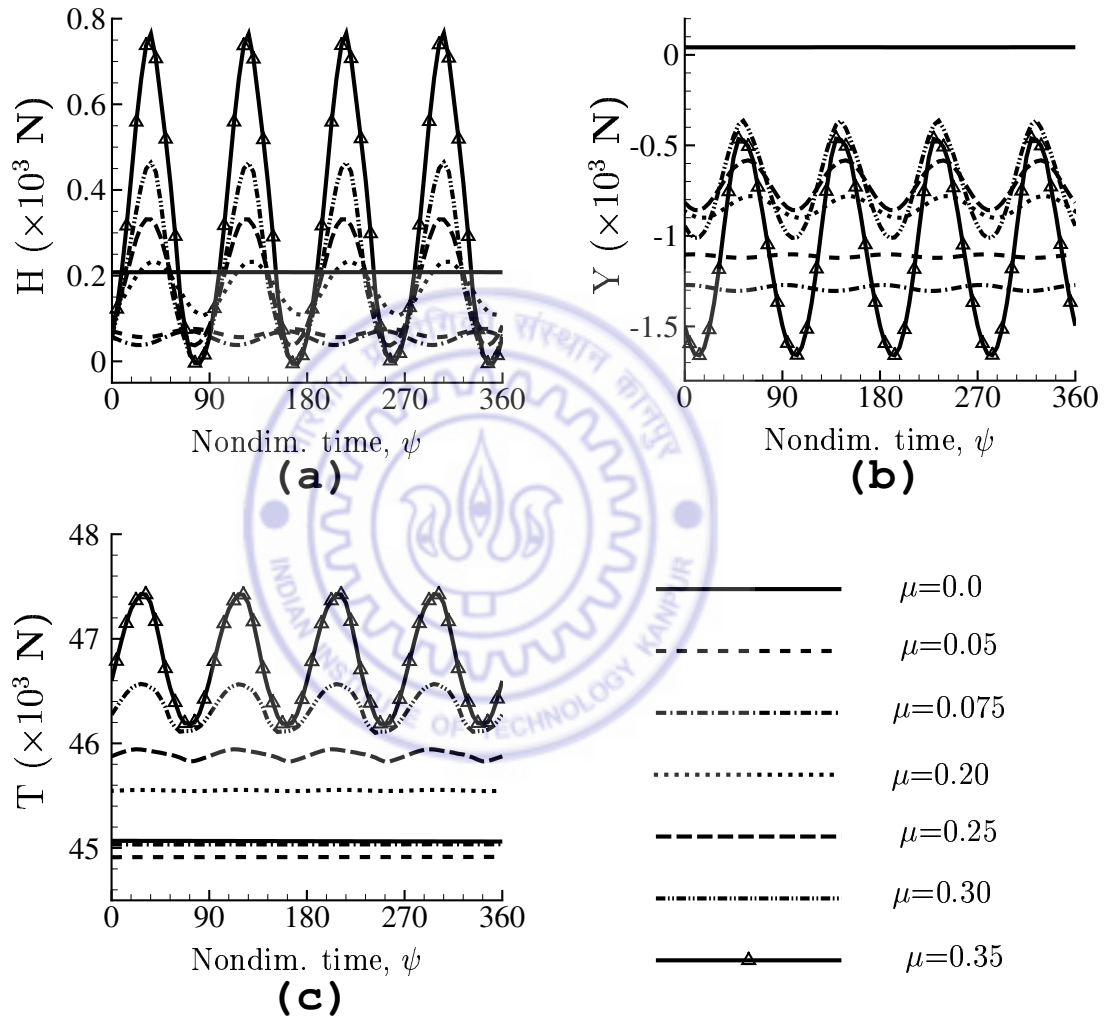 0.8
0.6
0.4
0.2
0
H (×10³ N)
0 90 180 270 360
Nondim. time, ψ
(a)
0
-0.5
-1
-1.5
Y (×10³ N)
0 90 180 270 360
Nondim. time, ψ
(b)
48
47
46
45
T (×10³ N)
0 90 180 270 360
Nondim. time, ψ
(c)
μ=0.0
μ=0.05
μ=0.075
μ=0.20
μ=0.25
μ=0.30
μ=0.35
संस्थान कानपुर
INDIAN INSTITUTE OF TECHNOLOGY KANPUR